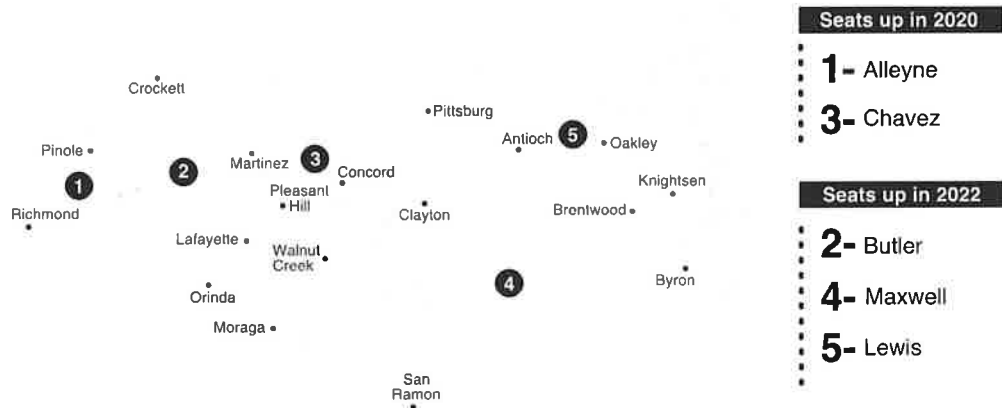 Seats up in 2020
1- Alleyne
3- Chavez
Crockett
Pittsburg
5
Antioch
Oakley
Pinole
Martinez
3
2
Concord
1
Pleasant
Hill
Knightsen
Richmond
Clayton
Brentwood
Seats up in 2022
Lafayette
Walnut
Creek
2- Butler
Orinda
4
Byron
4- Maxwell
Moraga
5- Lewis
San
Ramon